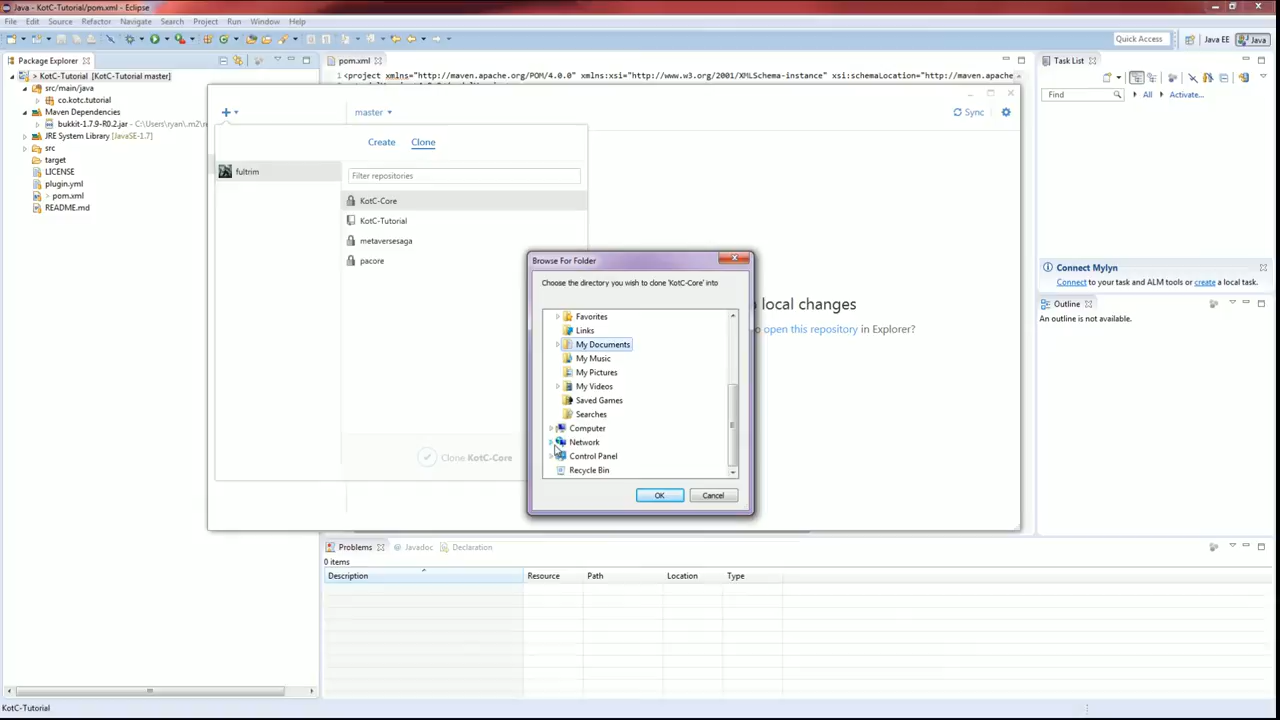 Java - KotC-Tutorial/pom.xml - Eclipse
File Edit Source Refactor Navigate Search Project Run Window Help
Quick Access Java EE Java
Package Explorer
> KotC-Tutorial [KotC-Tutorial master]
src/main/java
co.kotc.tutorial
Maven Dependencies
bukkit-1.7.9-R0.2.jar - C:\Users\ryan\.m2\r
JRE System Library [JavaSE-1.7]
src
target
LICENSE
plugin.yml
> pom.xml
README.md
pom.xml
1<project xmlns="http://maven.apache.org/POM/4.0.0" xmlns:xsi="http://www.w3.org/2001/XMLSchema-instance" xsi:schemaLocation="http://maven.apache
master
Sync
Create Clone
fultrim
Filter repositories
KotC-Core
KotC-Tutorial
metaversesaga
pacore
Clone KotC-Core
local changes
open this repository in Explorer?
Browse For Folder
Choose the directory you wish to clone 'KotC-Core' into
Favorites
Links
My Documents
My Music
My Pictures
My Videos
Saved Games
Searches
Computer
Network
Control Panel
Recycle Bin
OK Cancel
Task List
Find All Activate...
Connect Mylyn
Connect to your task and ALM tools or create a local task.
Outline
An outline is not available.
Problems Javadoc Declaration
0 items
Description Resource Path Location Type
KotC-Tutorial